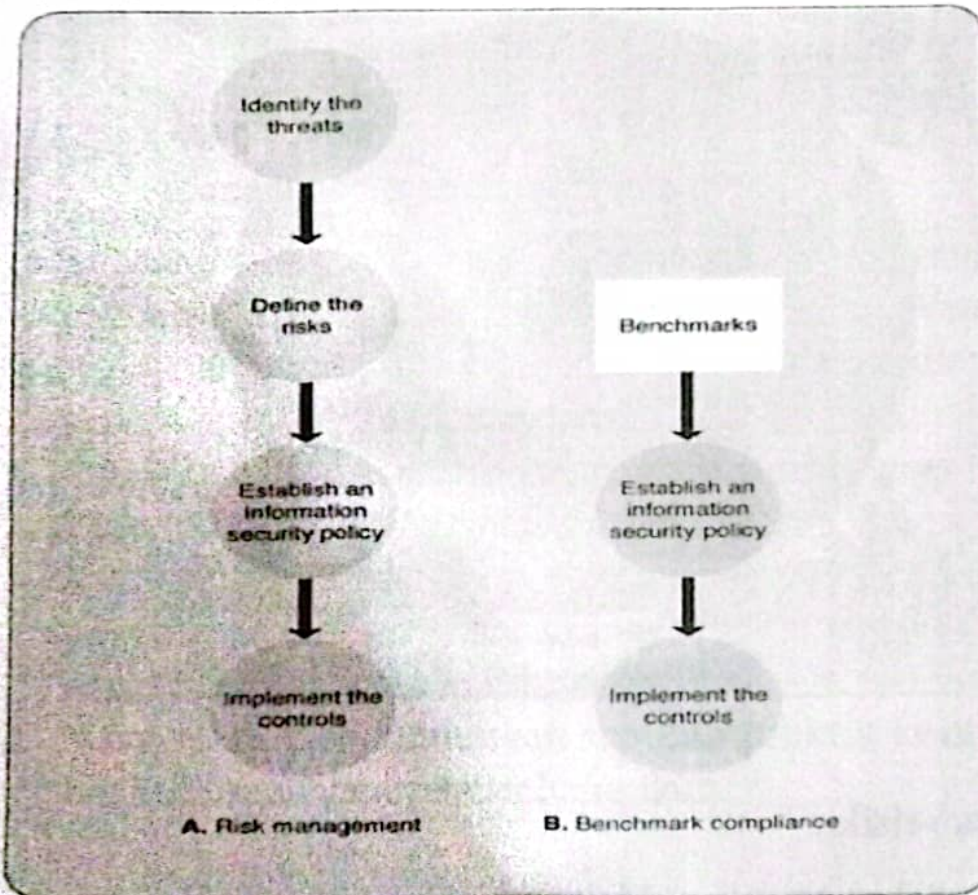 Identify the
threats
Define the
risks
Establish an
information
security policy
Implement the
controls
A. Risk management
Benchmarks
Establish an
information
security policy
Implement the
controls
B. Benchmark compliance